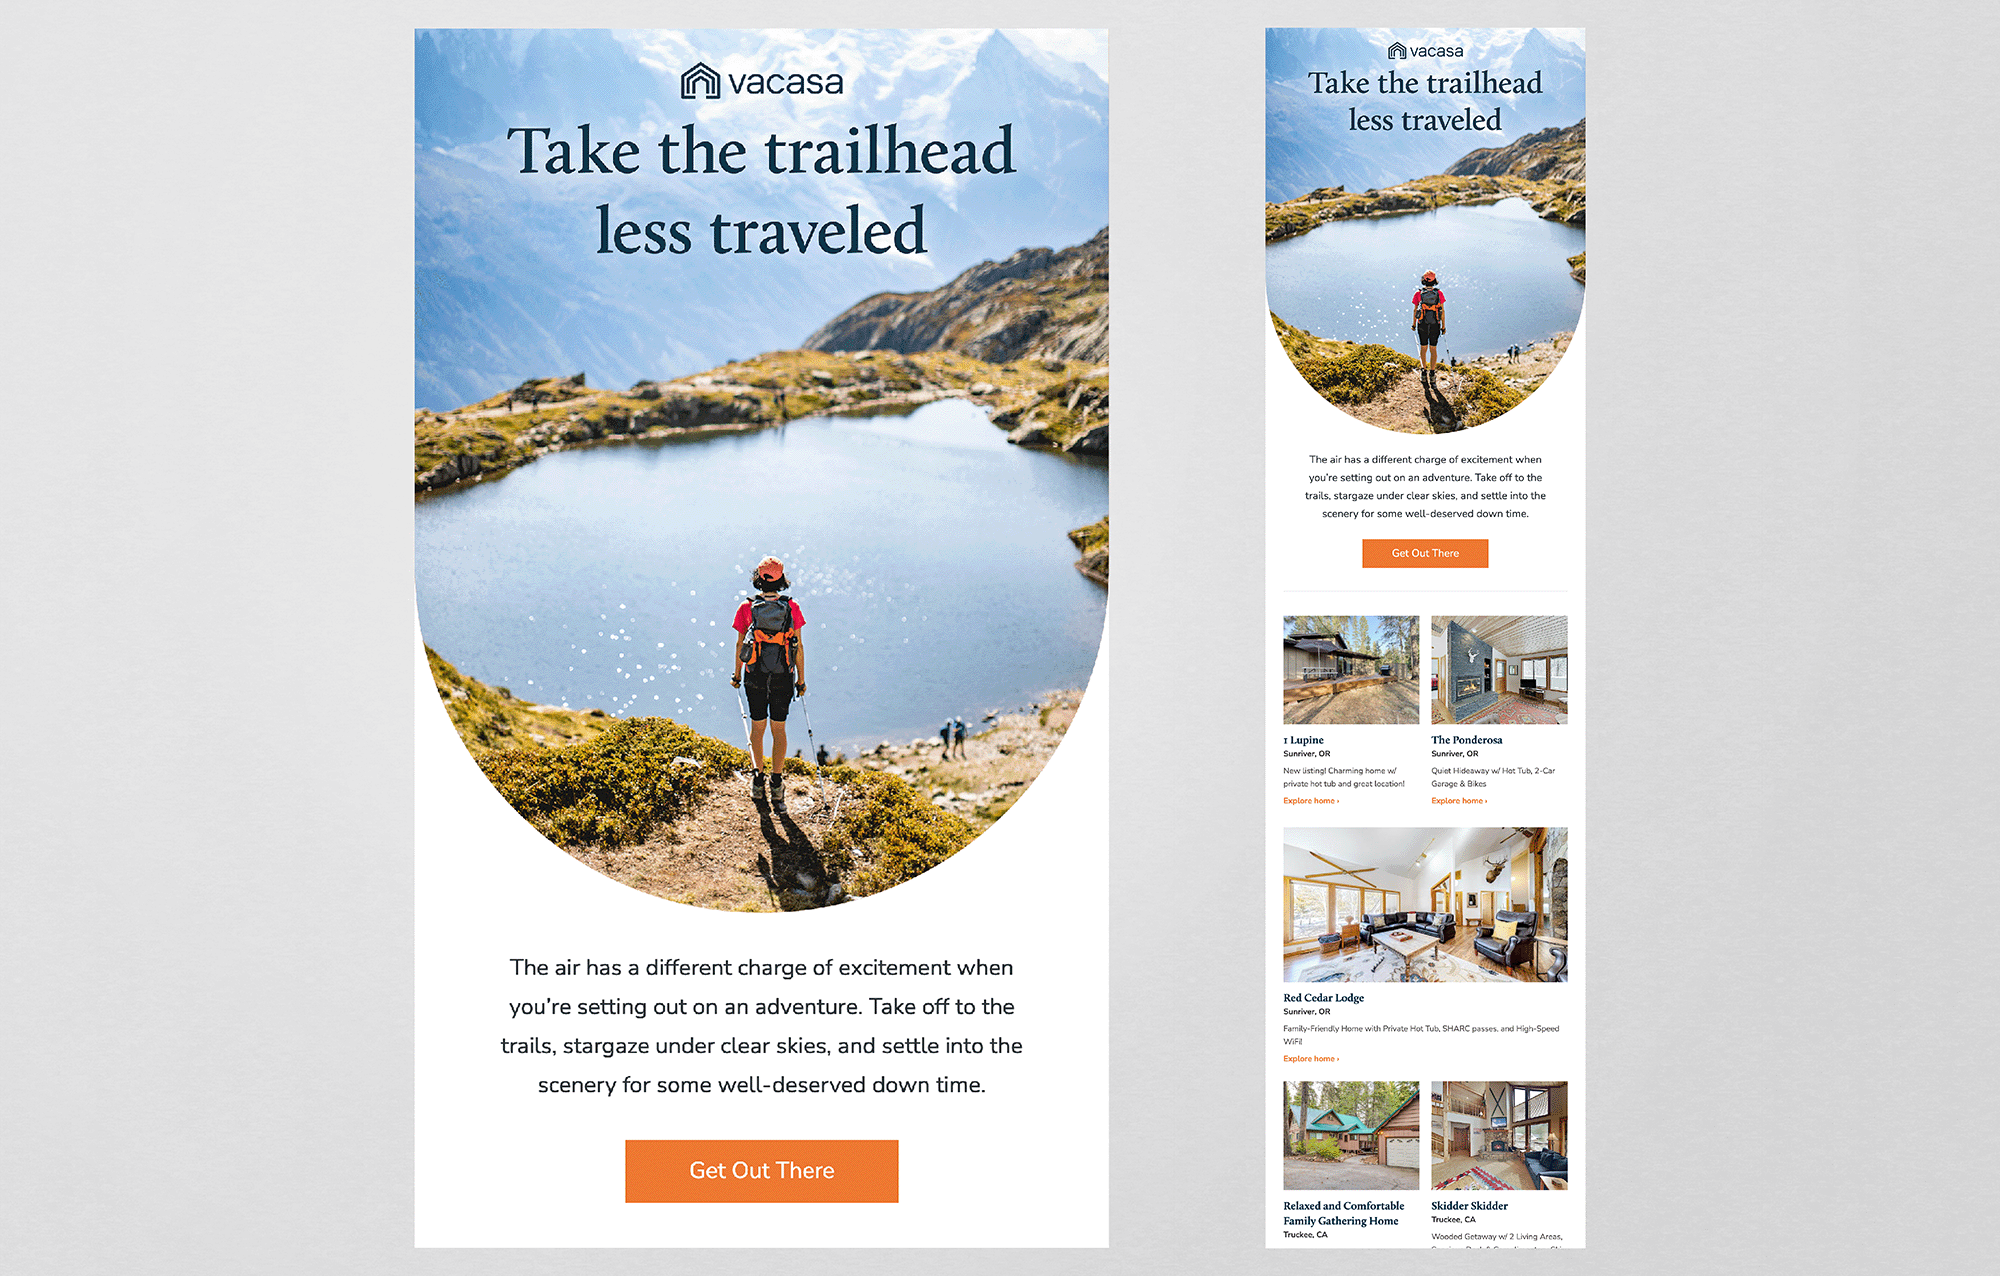 vacasa
Take the trailhead
less traveled
The air has a different charge of excitement when
you're setting out on an adventure. Take off to the
trails, stargaze under clear skies, and settle into the
scenery for some well-deserved down time.
Get Out There
vacasa
Take the trailhead
less traveled
The air has a different charge of excitement when
you're setting out on an adventure. Take off to the
trails, stargaze under clear skies, and settle into the
scenery for some well-deserved down time.
Get Out There
1 Lupine
Sunriver, OR
New listing! Charming home w/
private hot tub and great location!
Explore home ›
The Ponderosa
Sunriver, OR
Quiet Hideaway w/ Hot Tub, 2-Car
Garage & Bikes
Explore home ›
Red Cedar Lodge
Sunriver, OR
Family-Friendly Home with Private Hot Tub, SHARC passes, and High-Speed
WiFi!
Explore home ›
Relaxed and Comfortable
Family Gathering Home
Truckee, CA
Skidder Skidder
Truckee, CA
Wooded Getaway w/ 2 Living Areas,